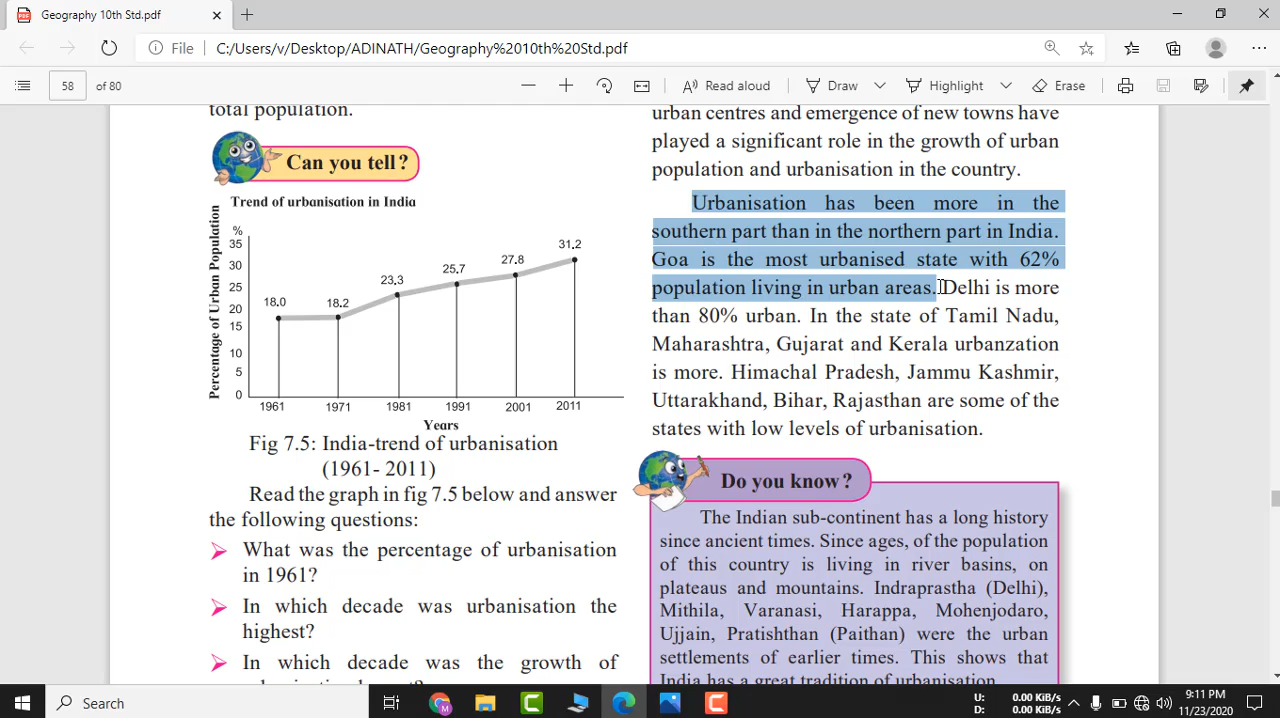 Geography 10th Std.pdf
File
C:/Users/v/Desktop/ADINATH/Geography%2010th%20Std.pdf
58
of 80
Read aloud
Draw
Highlight
Erase
total population.
Can you tell?
Trend of urbanisation in India
Percentage of Urban Population
%
35
30
25
20
15
10
5
0
18.0
18.2
23.3
25.7
27.8
31.2
1961
1971
1981
1991
2001
2011
Years
Fig 7.5: India-trend of urbanisation
(1961- 2011)
Read the graph in fig 7.5 below and answer
the following questions:
What was the percentage of urbanisation
in 1961?
In which decade was urbanisation the
highest?
In which decade was the growth of
urban centres and emergence of new towns have
played a significant role in the growth of urban
population and urbanisation in the country.
Urbanisation has been more in the
southern part than in the northern part in India.
Goa is the most urbanised state with 62%
population living in urban areas. Delhi is more
than 80% urban. In the state of Tamil Nadu,
Maharashtra, Gujarat and Kerala urbanzation
is more. Himachal Pradesh, Jammu Kashmir,
Uttarakhand, Bihar, Rajasthan are some of the
states with low levels of urbanisation.
Do you know?
The Indian sub-continent has a long history
since ancient times. Since ages, of the population
of this country is living in river basins, on
plateaus and mountains. Indraprastha (Delhi),
Mithila, Varanasi, Harappa, Mohenjodaro,
Ujjain, Pratishthan (Paithan) were the urban
settlements of earlier times. This shows that
India has a great tradition of urbanisation.
Search
U: 0.00 KiB/s
D: 0.00 KiB/s
9:11 PM
11/23/2020